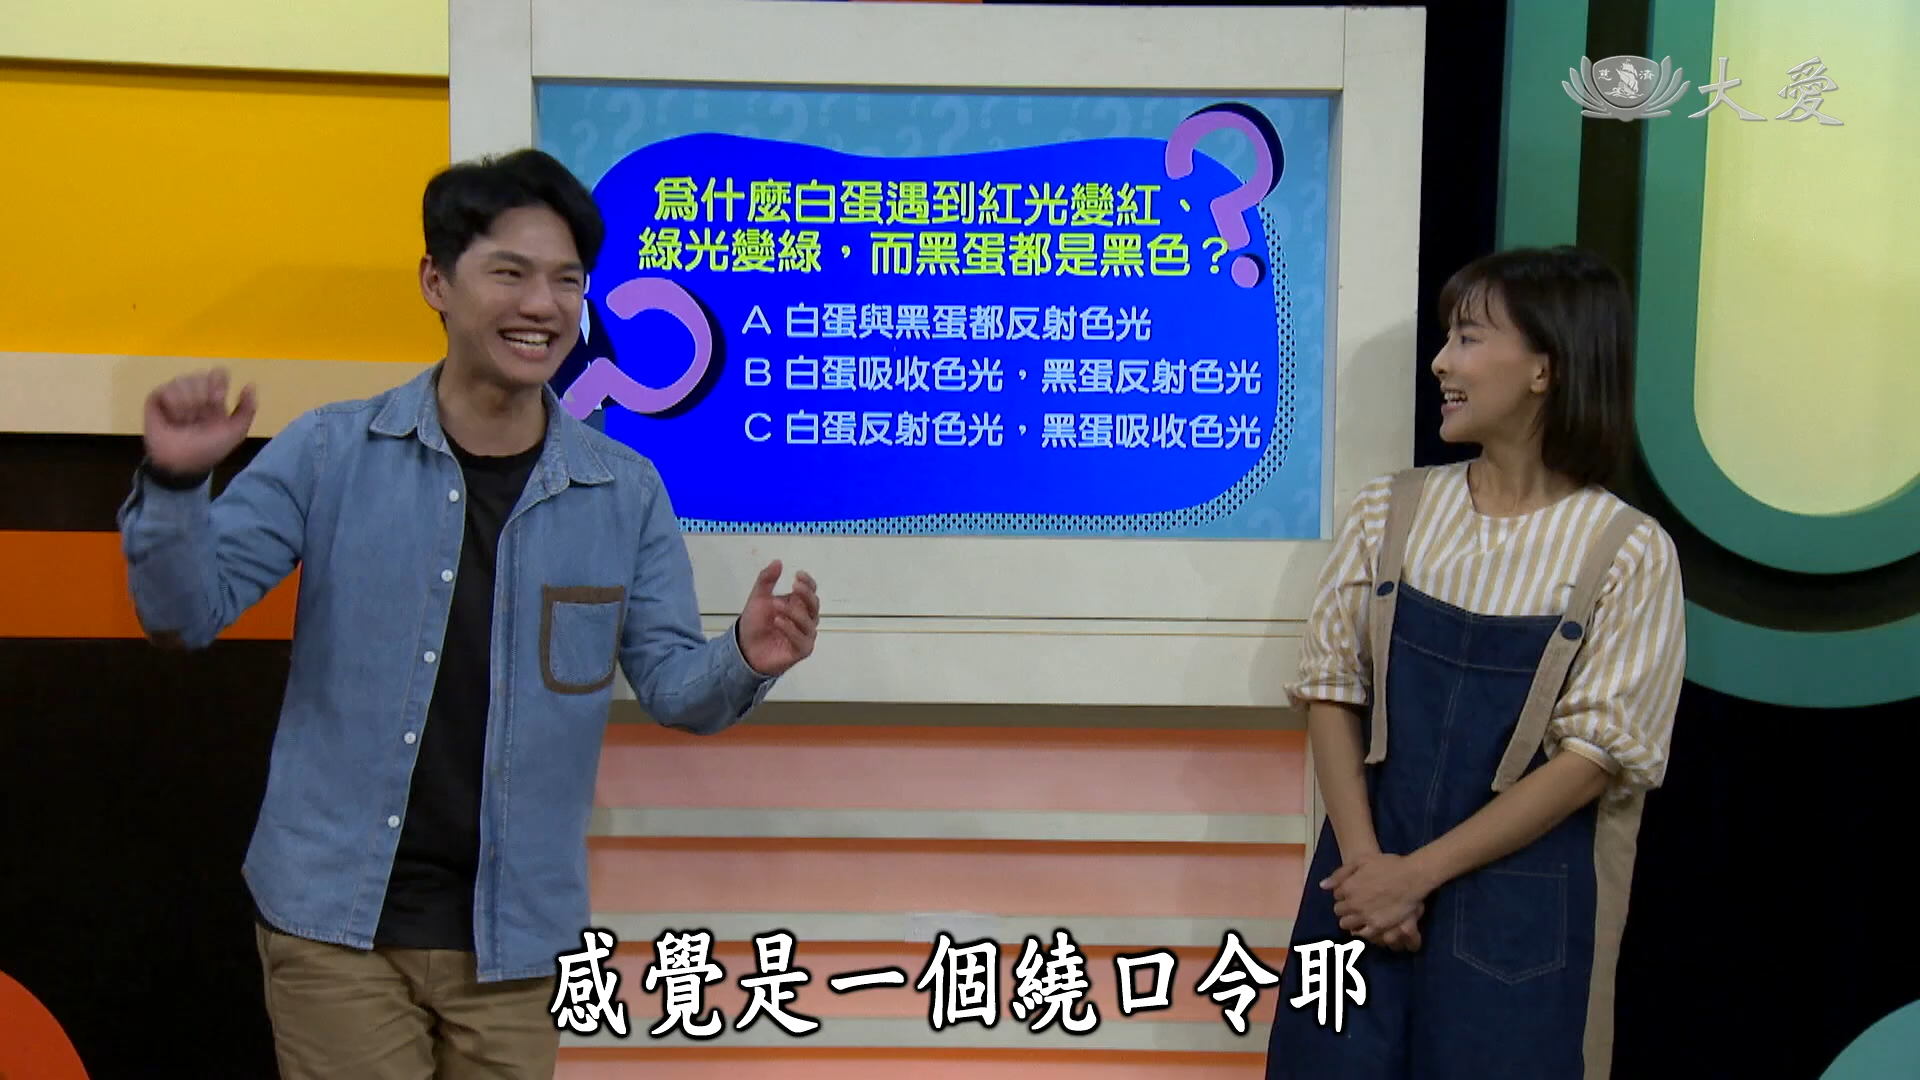 慈濟
大愛
為什麼白蛋遇到紅光變紅、
綠光變綠，而黑蛋都是黑色？
A 白蛋與黑蛋都反射色光
B 白蛋吸收色光，黑蛋反射色光
C 白蛋反射色光，黑蛋吸收色光
感覺是一個繞口令耶